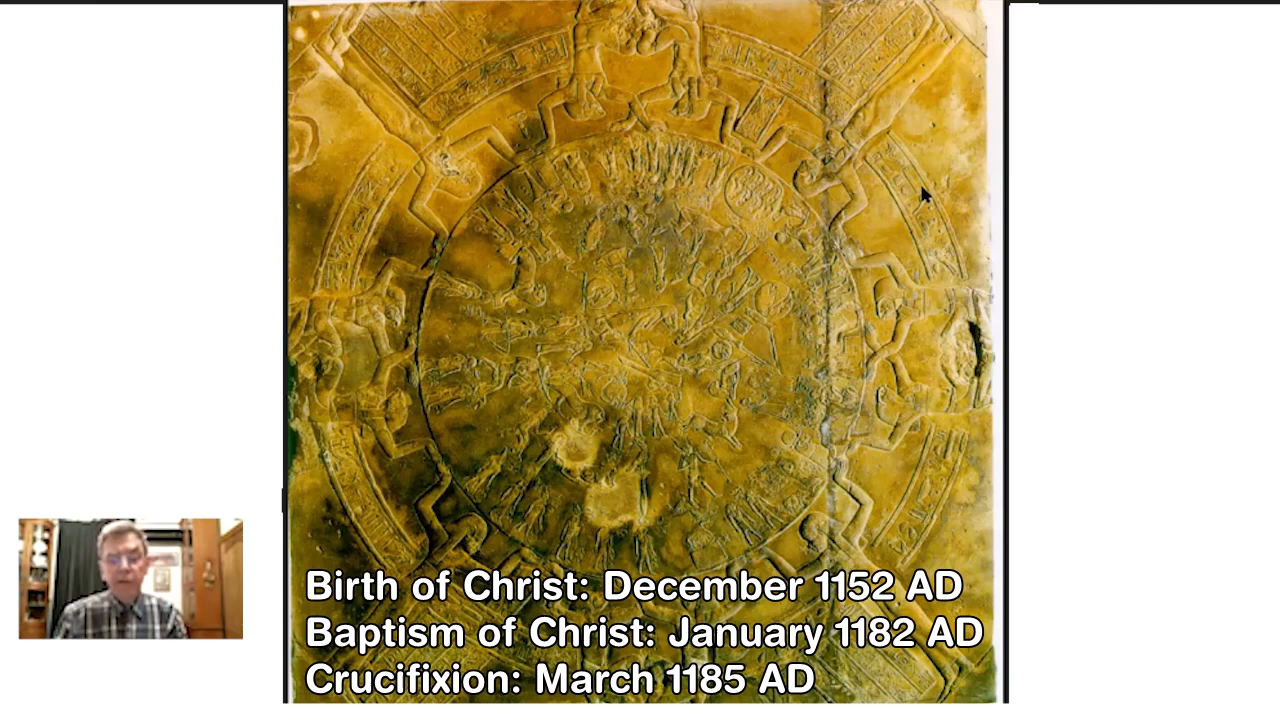 Birth of Christ: December 1152 AD
Baptism of Christ: January 1182 AD
Crucifixion: March 1185 AD